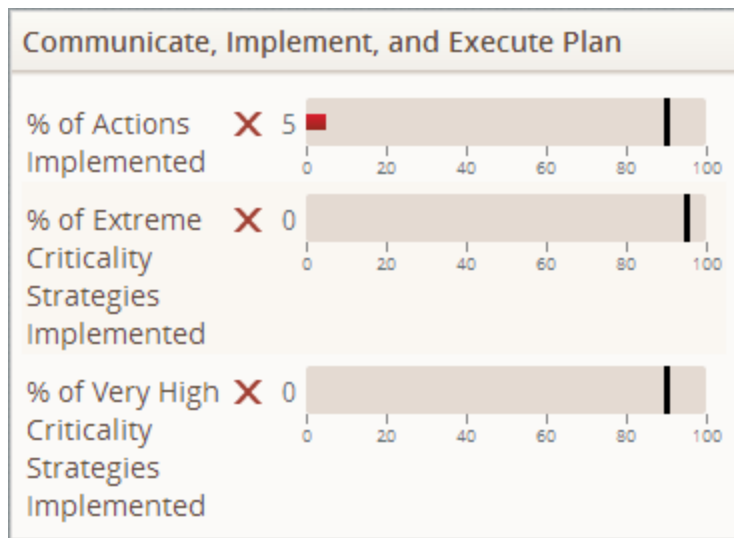 Communicate, Implement, and Execute Plan
% of Actions 5
Implemented
0 20 40 60 80 100
% of Extreme 0
Criticality
Strategies
Implemented
0 20 40 60 80 100
% of Very High 0
Criticality
Strategies
Implemented
0 20 40 60 80 100